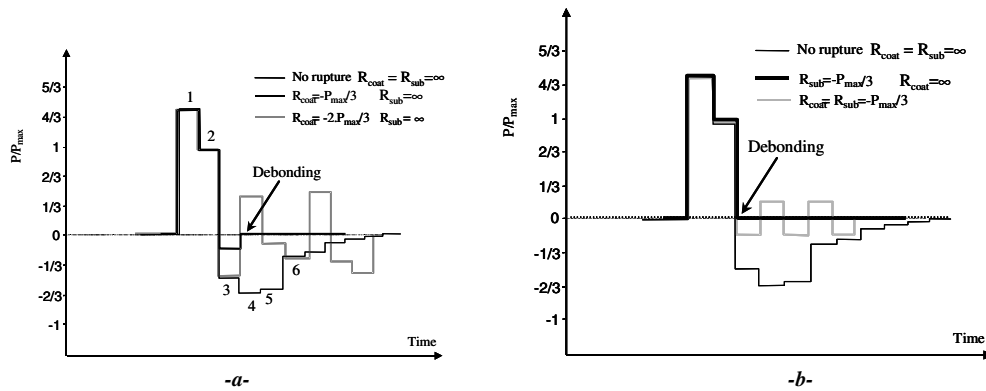 No rupture R_coat = R_sub=∞
R_coat=-P_max/3 R_sub=∞
R_coat= -2.P_max/3 R_sub= ∞
P/P_max
5/3
4/3
1
2/3
1/3
0
-1/3
-2/3
-1
1
2
Debonding
3
4
5
6
Time
-a-
No rupture R_coat = R_sub=∞
R_sub=-P_max/3 R_coat=∞
R_coat= R_sub=-P_max/3
P/P_max
5/3
4/3
1
2/3
1/3
0
-1/3
-2/3
-1
Debonding
Time
-b-